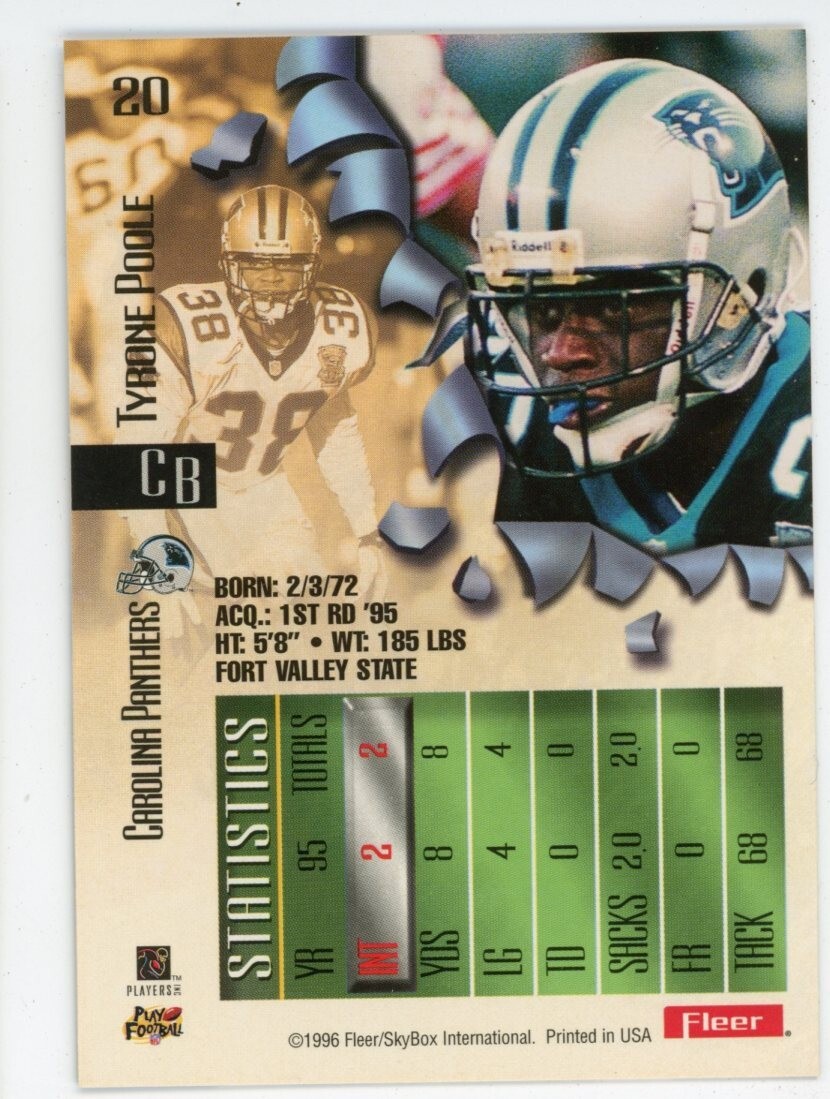 20
TYRONE POOLE
CB
CAROLINA PANTHERS
38
38
38
Riddell
BORN: 2/3/72
ACQ.: 1ST RD '95
HT: 5'8" • WT: 185 LBS
FORT VALLEY STATE
STATISTICS
YR 95 TOTALS
INT 2 2
YDS 8 8
LG 4 4
TD 0 0
SACKS 2.0 2.0
FR 0 0
TACK 68 68
PLAYERS INC ™
PLAY FOOTBALL
©1996 Fleer/SkyBox International. Printed in USA
Fleer®